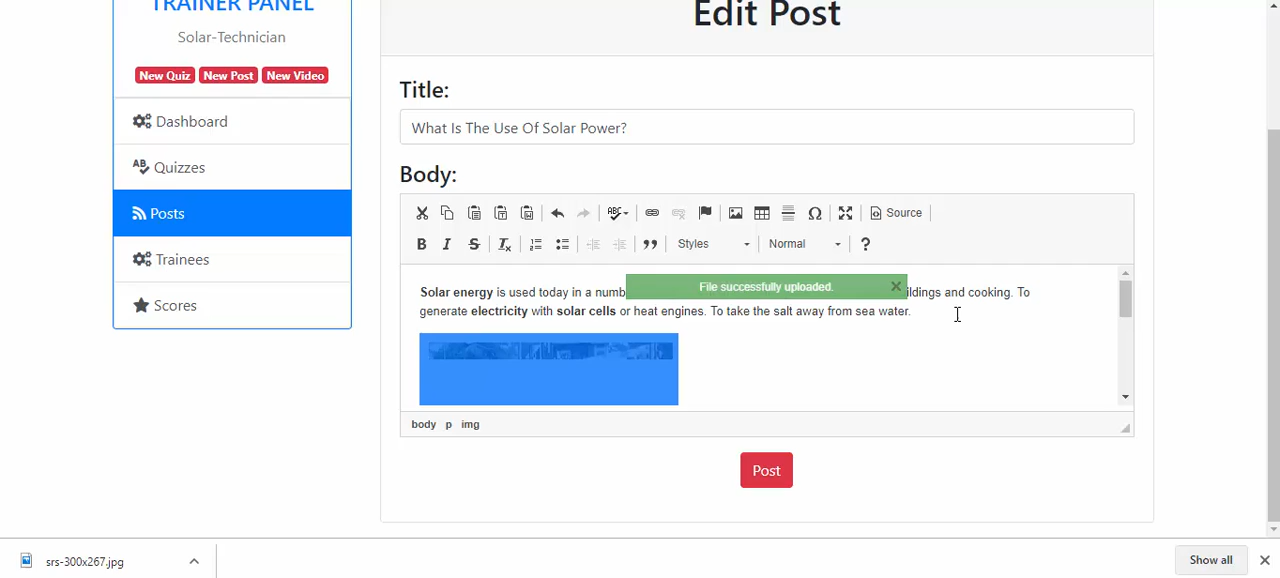 TRAINER PANEL
Solar-Technician
New Quiz New Post New Video
Dashboard
Quizzes
Posts
Trainees
Scores
Edit Post
Title:
What Is The Use Of Solar Power?
Body:
Source
Styles Normal ?
File successfully uploaded.
Solar energy is used today in a numb ildings and cooking. To
generate electricity with solar cells or heat engines. To take the salt away from sea water.
body p img
Post
srs-300x267.jpg
Show all